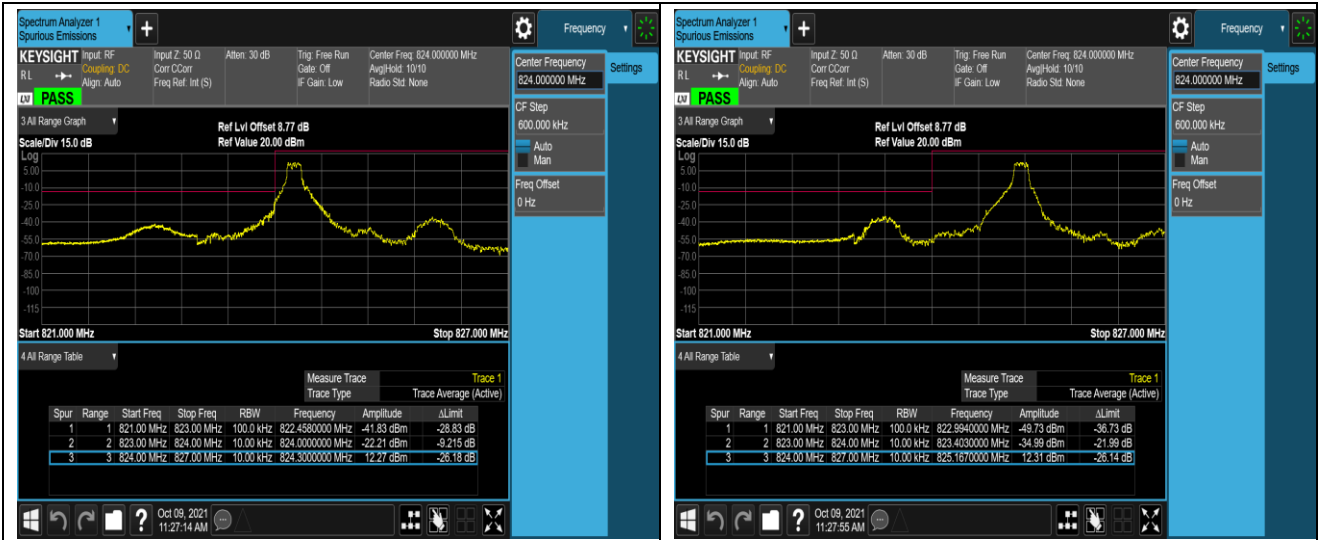 Spectrum Analyzer 1
Spurious Emissions
+
Frequency
KEYSIGHT Input: RF Input Z: 50 Ω Atten: 30 dB Trig: Free Run Center Freq: 824.000000 MHz
Coupling: DC Corr CCorr Gate: Off Avg|Hold: 10/10
R L Align: Auto Freq Ref: Int (S) IF Gain: Low Radio Std: None
LXI PASS
3 All Range Graph
Ref Lvl Offset 8.77 dB
Scale/Div 15.0 dB Ref Value 20.00 dBm
Log
5.00
-10.0
-25.0
-40.0
-55.0
-70.0
-85.0
-100
-115
Start 821.000 MHz Stop 827.000 MHz
4 All Range Table
Measure Trace Trace 1
Trace Type Trace Average (Active)
Spur Range Start Freq Stop Freq RBW Frequency Amplitude ΔLimit
1 1 821.00 MHz 823.00 MHz 100.0 kHz 822.4580000 MHz -41.83 dBm -28.83 dB
2 2 823.00 MHz 824.00 MHz 10.00 kHz 824.0000000 MHz -22.21 dBm -9.215 dB
3 3 824.00 MHz 827.00 MHz 10.00 kHz 824.3000000 MHz 12.27 dBm -26.18 dB
?
Oct 09, 2021
11:27:14 AM
Center Frequency
824.000000 MHz
Settings
CF Step
600.000 kHz
Auto
Man
Freq Offset
0 Hz
Spectrum Analyzer 1
Spurious Emissions
+
Frequency
KEYSIGHT Input: RF Input Z: 50 Ω Atten: 30 dB Trig: Free Run Center Freq: 824.000000 MHz
Coupling: DC Corr CCorr Gate: Off Avg|Hold: 10/10
R L Align: Auto Freq Ref: Int (S) IF Gain: Low Radio Std: None
LXI PASS
3 All Range Graph
Ref Lvl Offset 8.77 dB
Scale/Div 15.0 dB Ref Value 20.00 dBm
Log
5.00
-10.0
-25.0
-40.0
-55.0
-70.0
-85.0
-100
-115
Start 821.000 MHz Stop 827.000 MHz
4 All Range Table
Measure Trace Trace 1
Trace Type Trace Average (Active)
Spur Range Start Freq Stop Freq RBW Frequency Amplitude ΔLimit
1 1 821.00 MHz 823.00 MHz 100.0 kHz 822.9940000 MHz -49.73 dBm -36.73 dB
2 2 823.00 MHz 824.00 MHz 10.00 kHz 823.4030000 MHz -34.99 dBm -21.99 dB
3 3 824.00 MHz 827.00 MHz 10.00 kHz 825.1670000 MHz 12.31 dBm -26.14 dB
?
Oct 09, 2021
11:27:55 AM
Center Frequency
824.000000 MHz
Settings
CF Step
600.000 kHz
Auto
Man
Freq Offset
0 Hz